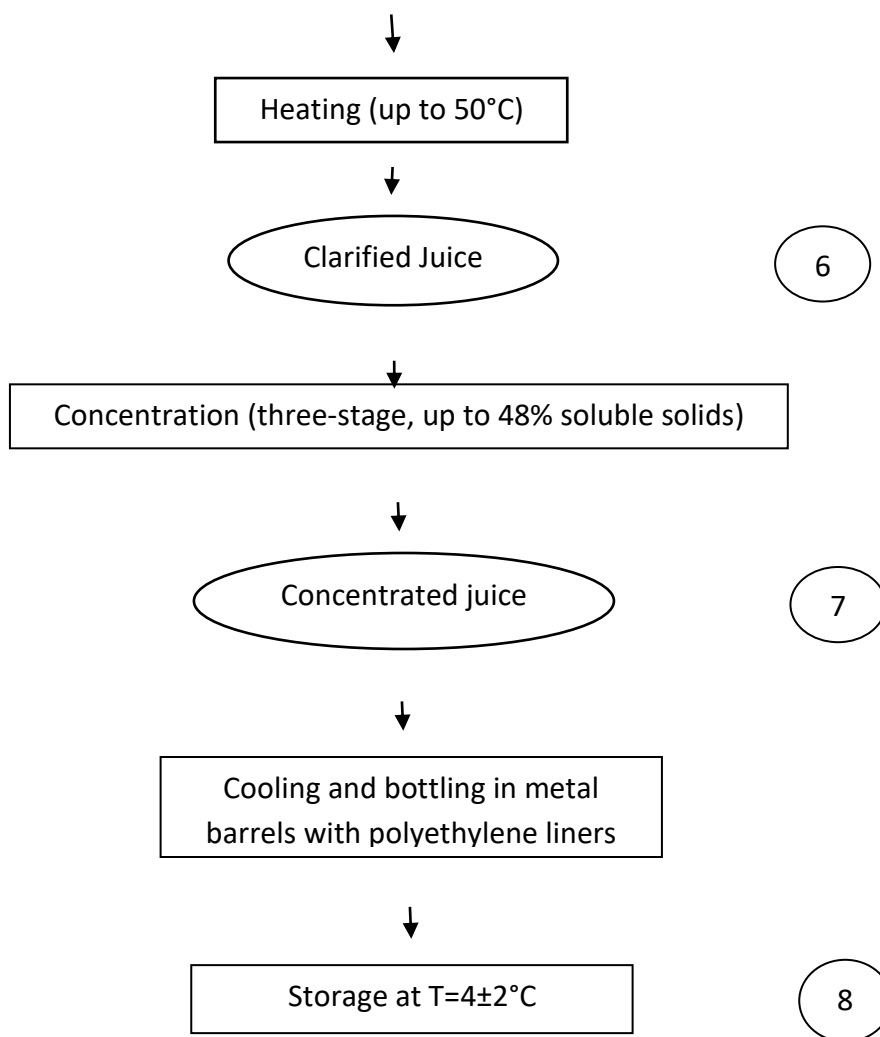 Heating (up to 50°C)
Clarified Juice
6
Concentration (three-stage, up to 48% soluble solids)
Concentrated juice
7
Cooling and bottling in metal
barrels with polyethylene liners
Storage at T=4±2°C
8